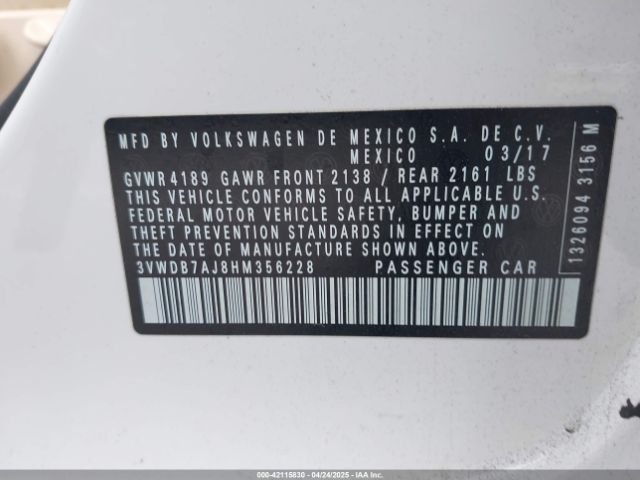 MFD BY VOLKSWAGEN DE MEXICO S.A. DE C.V.
MEXICO 03/17
GVWR 4189 GAWR FRONT 2138 / REAR 2161 LBS
THIS VEHICLE CONFORMS TO ALL APPLICABLE U.S.
FEDERAL MOTOR VEHICLE SAFETY, BUMPER AND
THEFT PREVENTION STANDARDS IN EFFECT ON
THE DATE OF MANUFACTURE SHOWN ABOVE.
3VWDB7AJ8HM356228 PASSENGER CAR
1326094 3156 M
000-42115830 - 04/24/2025 - IAAI.COM